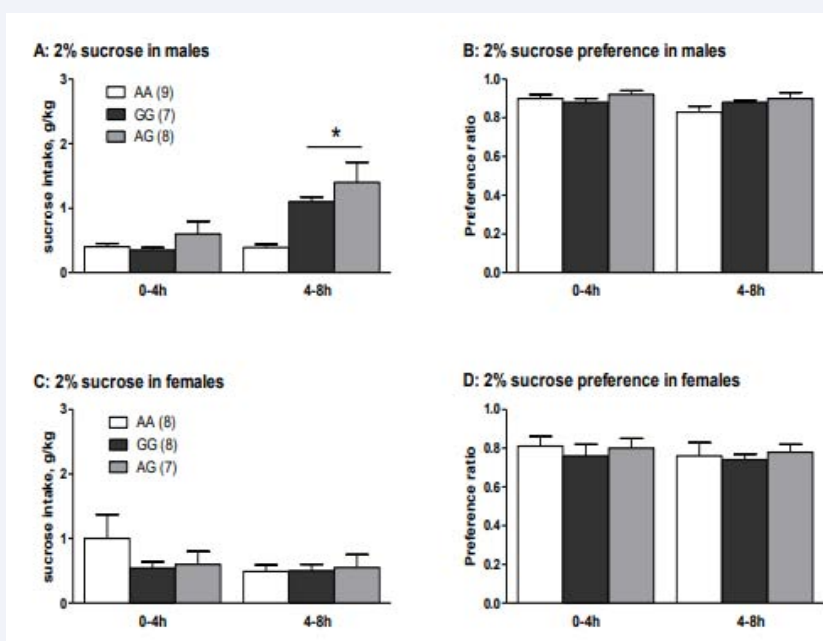 A: 2% sucrose in males
3
2
1
0
sucrose intake, g/kg
AA (9)
GG (7)
AG (8)
*
0-4h
4-8h
B: 2% sucrose preference in males
1.0
0.8
0.6
0.4
0.2
0.0
Preference ratio
0-4h
4-8h
C: 2% sucrose in females
3
2
1
0
sucrose intake, g/kg
AA (8)
GG (8)
AG (7)
0-4h
4-8h
D: 2% sucrose preference in females
1.0
0.8
0.6
0.4
0.2
0.0
Preference ratio
0-4h
4-8h